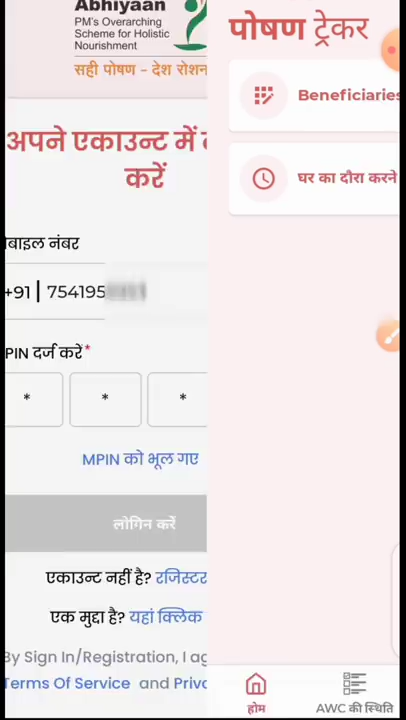 Abhiyaan
PM's Overarching
Scheme for Holistic
Nourishment
सही पोषण - देश रोशन
अपने एकाउन्ट में
करें
बाइल नंबर
+91 754195
PIN दर्ज करें*
* * *
MPIN को भूल गए
लोगिन करें
एकाउन्ट नहीं है? रजिस्टर
एक मुद्दा है? यहां क्लिक
By Sign In/Registration, I ag
Terms Of Service and Priva
पोषण ट्रेकर
Beneficiaries
घर का दौरा करने
होम
AWC की स्थिति